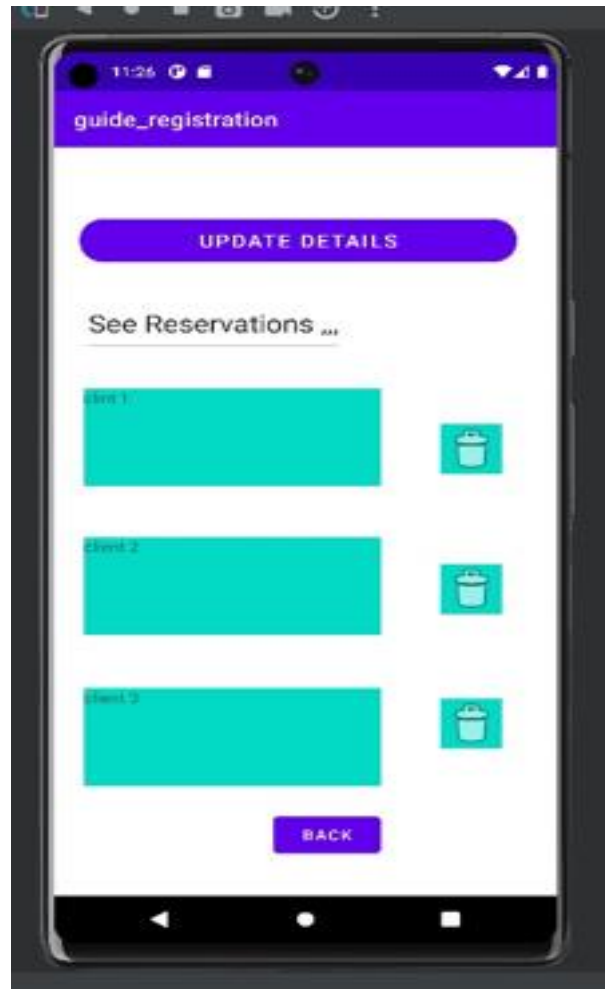 11:26
guide_registration
UPDATE DETAILS
See Reservations ,,,
client 1
client 2
client 3
BACK